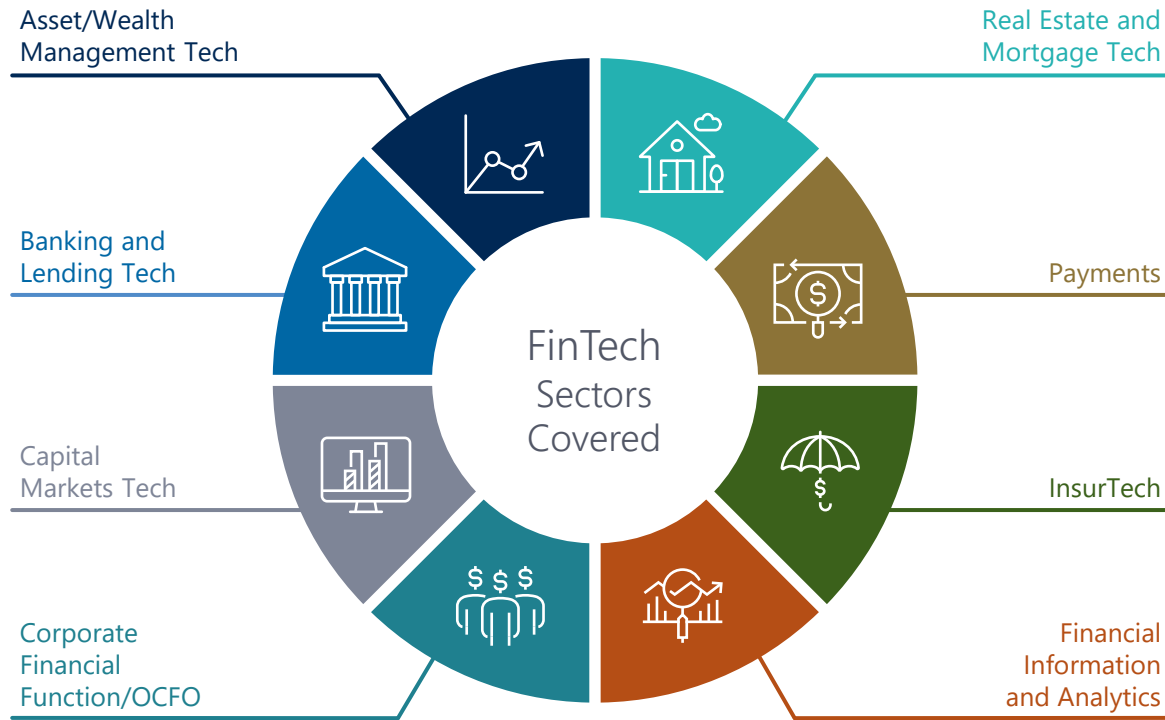 Asset/Wealth
Management Tech
Real Estate and
Mortgage Tech
Banking and
Lending Tech
Payments
FinTech
Sectors
Covered
Capital
Markets Tech
InsurTech
Corporate
Financial
Function/OCFO
Financial
Information
and Analytics